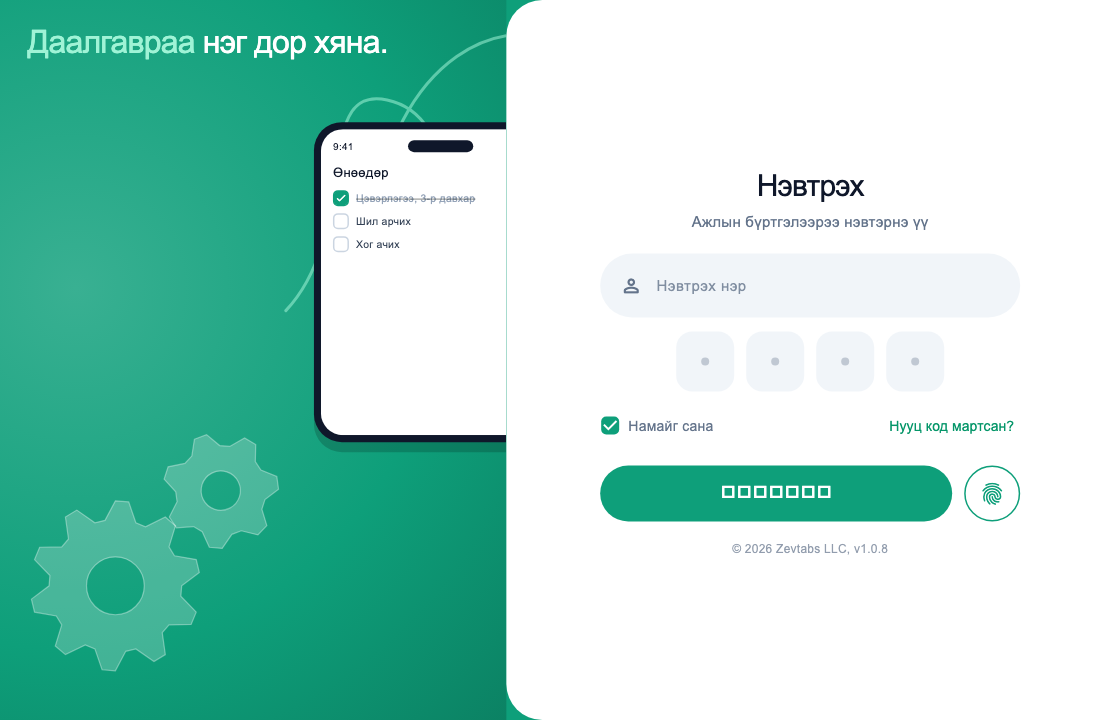 Даалгавраа нэг дор хяна.
9:41
Өнөөдөр
Цэвэрлэгээ, 3-р давхар
Шил арчих
Хог ачих
Нэвтрэх
Ажлын бүртгэлээрээ нэвтэрнэ үү
Нэвтрэх нэр
Намайг сана
Нууц код мартсан?
© 2026 Zevtabs LLC, v1.0.8